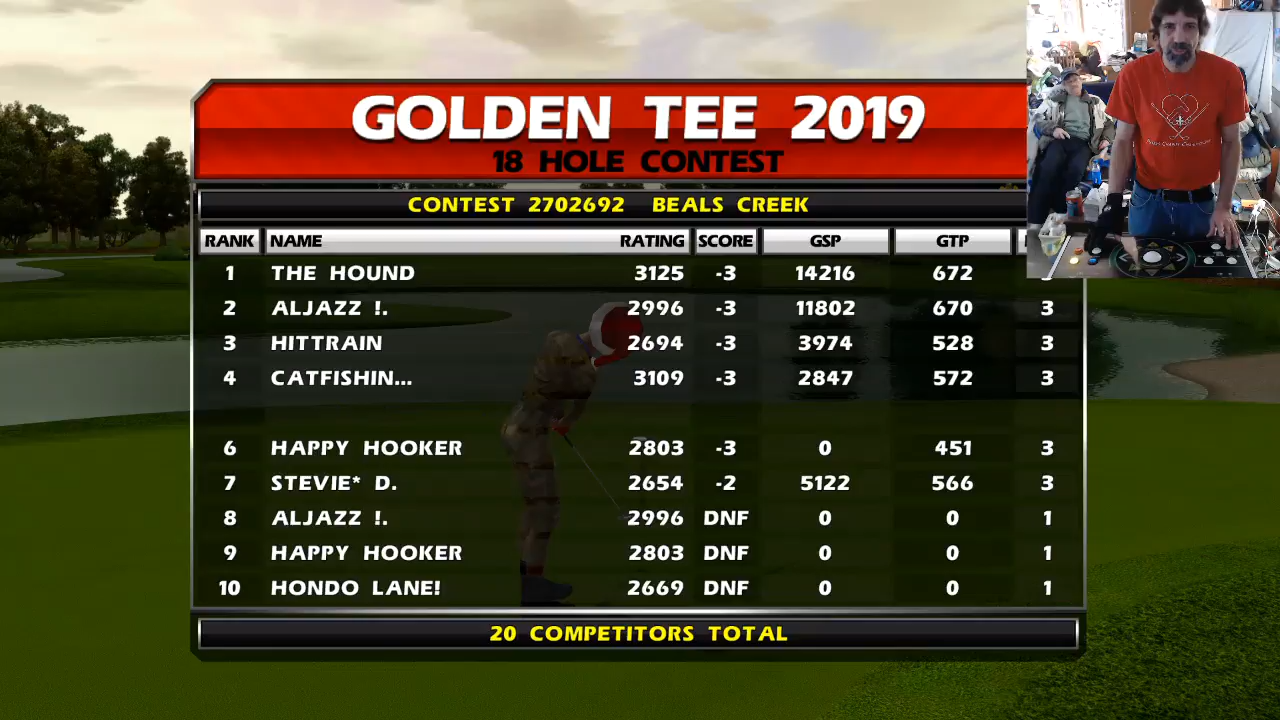 GOLDEN TEE 2019
18 HOLE CONTEST
CONTEST 2702692 BEALS CREEK
RANK NAME RATING SCORE GSP GTP
1 THE HOUND 3125 -3 14216 672
2 ALJAZZ !. 2996 -3 11802 670 3
3 HITTRAIN 2694 -3 3974 528 3
4 CATFISHIN... 3109 -3 2847 572 3
6 HAPPY HOOKER 2803 -3 0 451 3
7 STEVIE* D. 2654 -2 5122 566 3
8 ALJAZZ !. 2996 DNF 0 0 1
9 HAPPY HOOKER 2803 DNF 0 0 1
10 HONDO LANE! 2669 DNF 0 0 1
20 COMPETITORS TOTAL